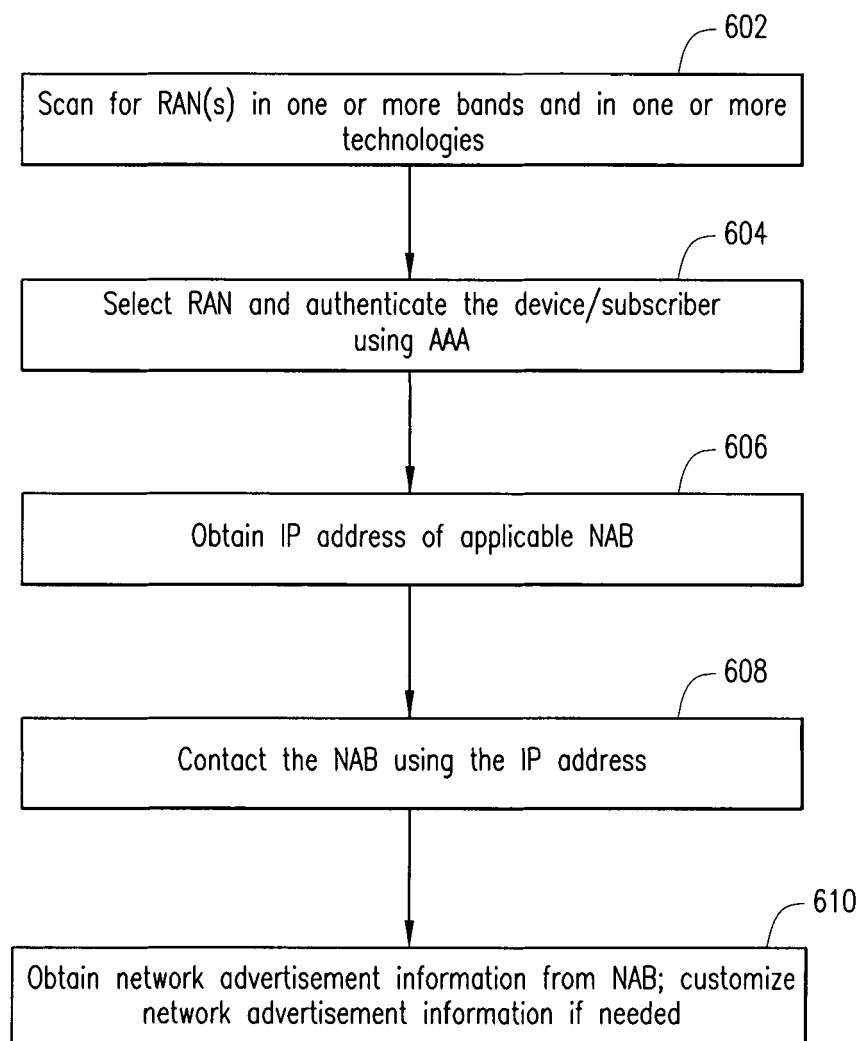 602
Scan for RAN(s) in one or more bands and in one or more
technologies
604
Select RAN and authenticate the device/subscriber
using AAA
606
Obtain IP address of applicable NAB
608
Contact the NAB using the IP address
610
Obtain network advertisement information from NAB; customize
network advertisement information if needed